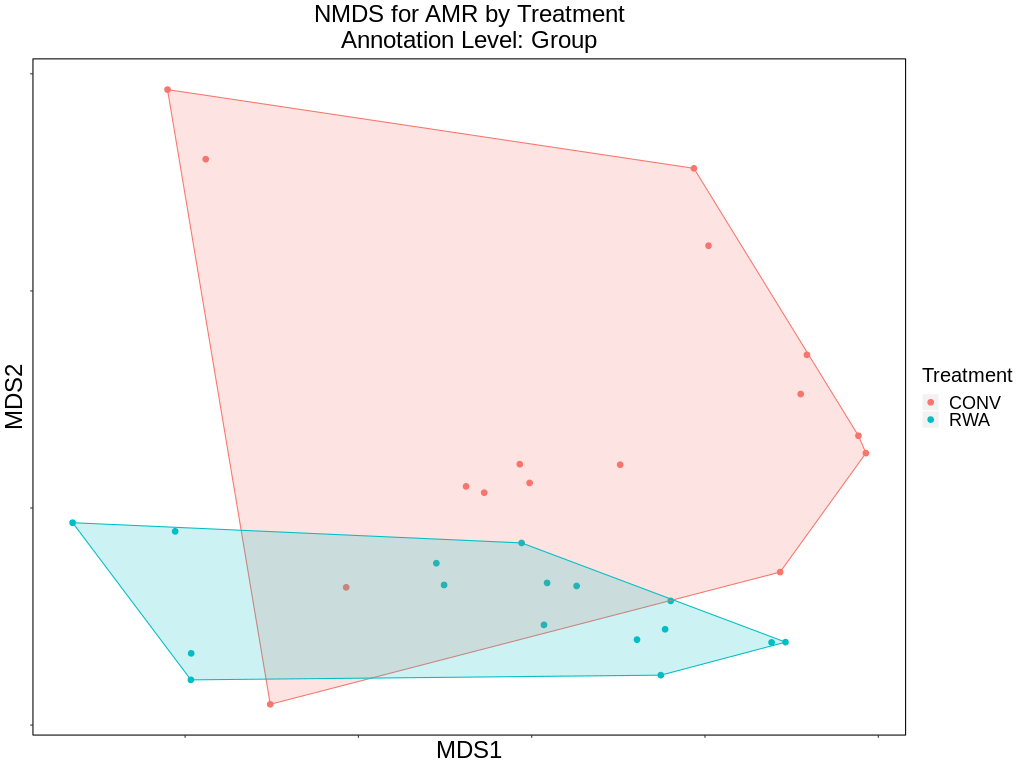 NMDS for AMR by Treatment
Annotation Level: Group
MDS2
Treatment
CONV
RWA
MDS1